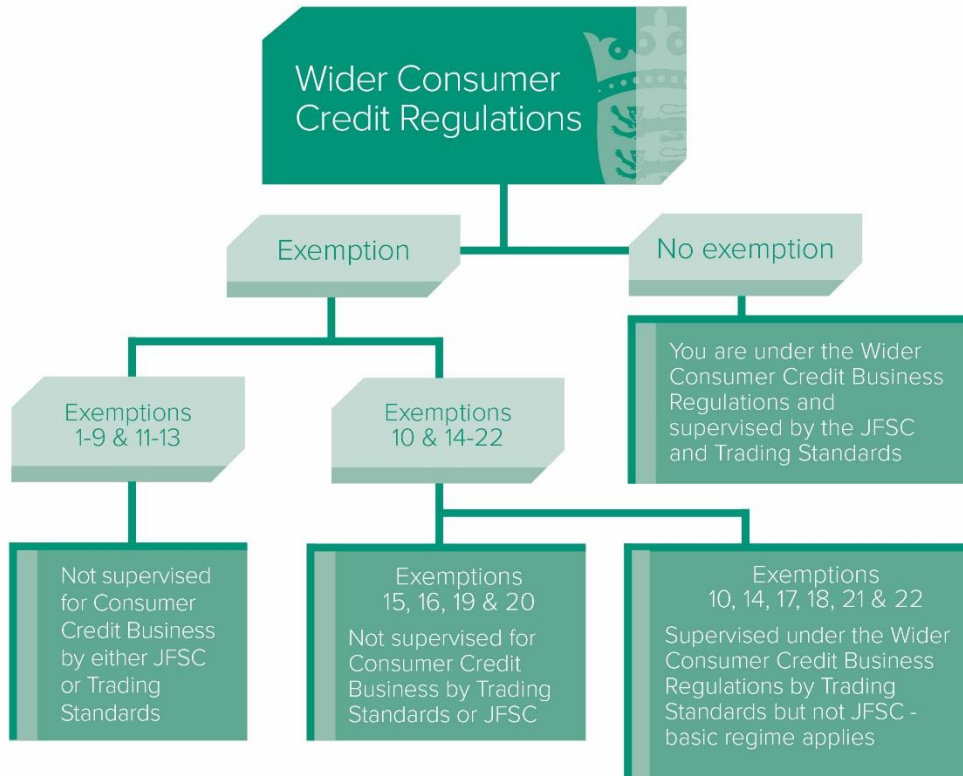 Wider Consumer
Credit Regulations
Exemption
No exemption
You are under the Wider
Consumer Credit Business
Regulations and
supervised by the JFSC
and Trading Standards
Exemptions
1-9 & 11-13
Exemptions
10 & 14-22
Not supervised
for Consumer
Credit Business
by either JFSC
or Trading
Standards
Exemptions
15, 16, 19 & 20
Not supervised for
Consumer Credit
Business by Trading
Standards or JFSC
Exemptions
10, 14, 17, 18, 21 & 22
Supervised under the Wider
Consumer Credit Business
Regulations by Trading
Standards but not JFSC -
basic regime applies